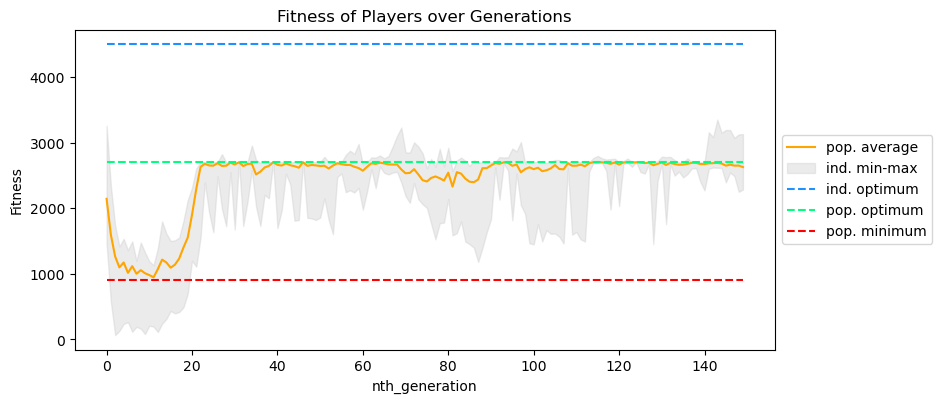 Fitness of Players over Generations
Fitness
4000
3000
2000
1000
0
0 20 40 60 80 100 120 140
nth_generation
pop. average
ind. min-max
ind. optimum
pop. optimum
pop. minimum